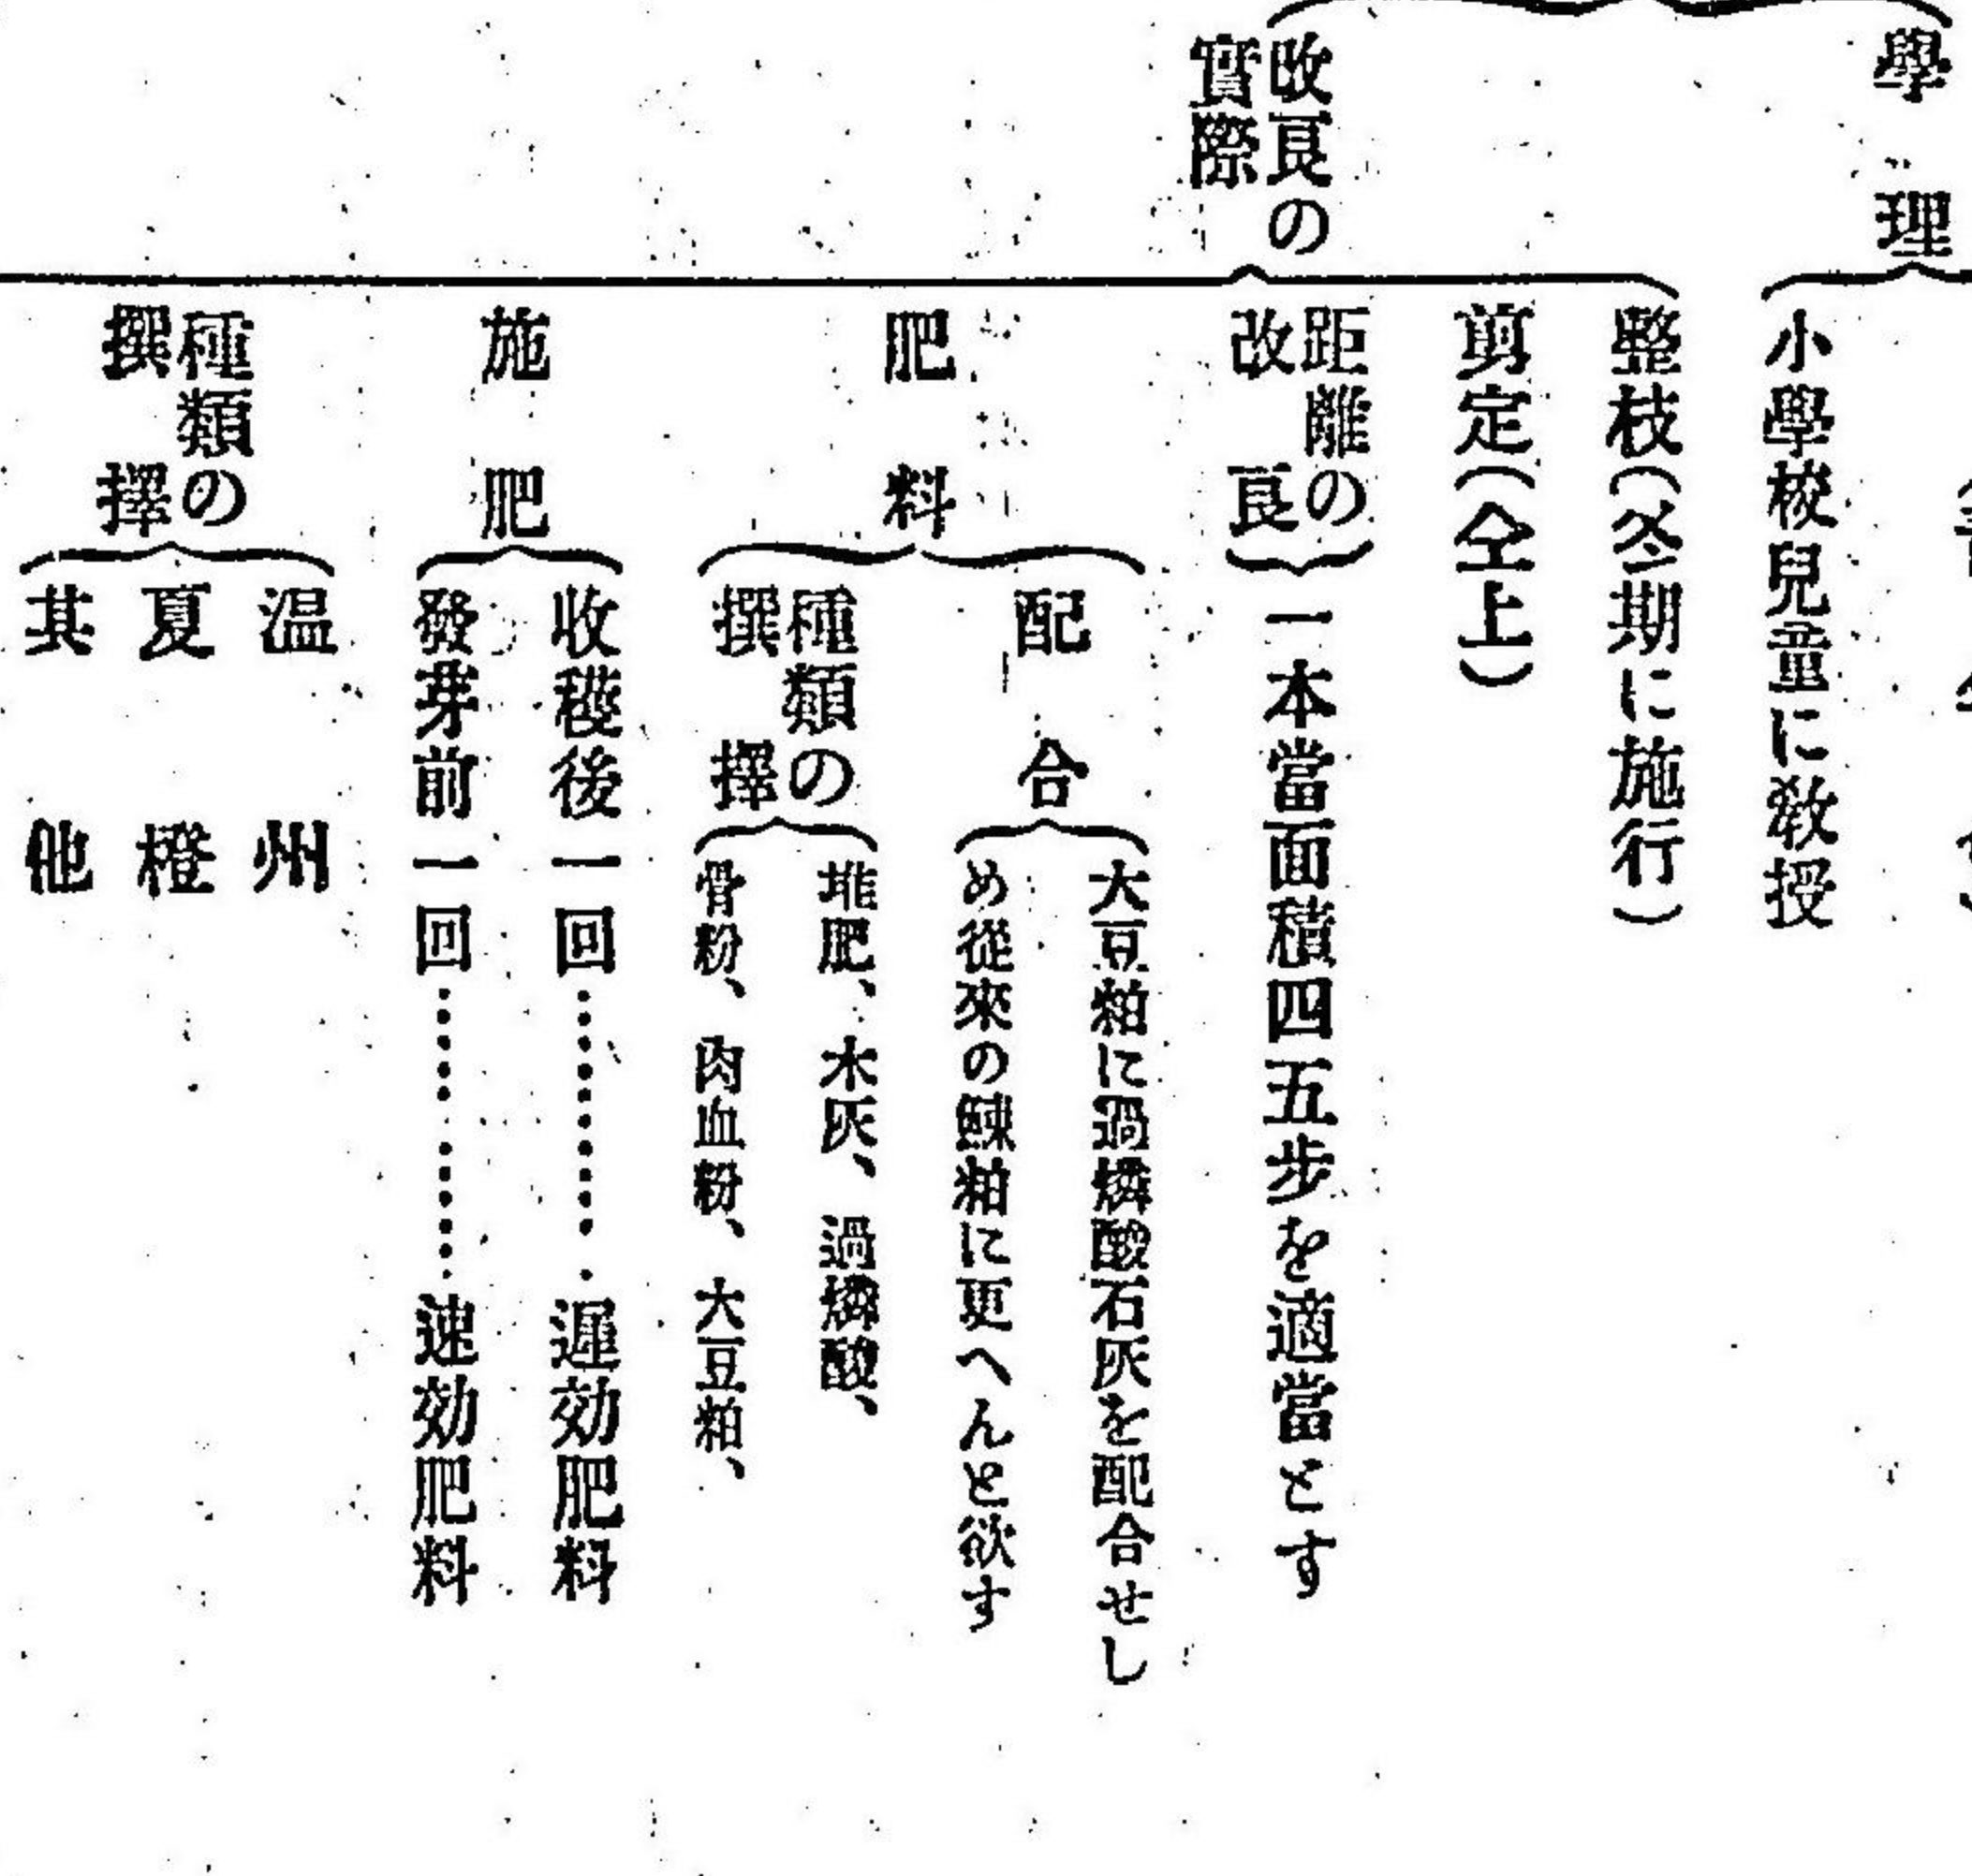 學理
小學校兒童に敎授
改良の
實際
整枝(冬期に施行)
剪定(仝上)
距離の
改良
一本當面積四五步を適當とす
肥料
配合
大豆粕に過燐酸石灰を配合せし
め從來の鰊粕に更へんと欲す
種類の
撰擇
堆肥、木灰、過燐酸、
骨粉、肉血粉、大豆粕、
施肥
收穫後一回………………遲効肥料
發芽前一回………………速効肥料
種類の
撰擇
温州
夏橙
其他